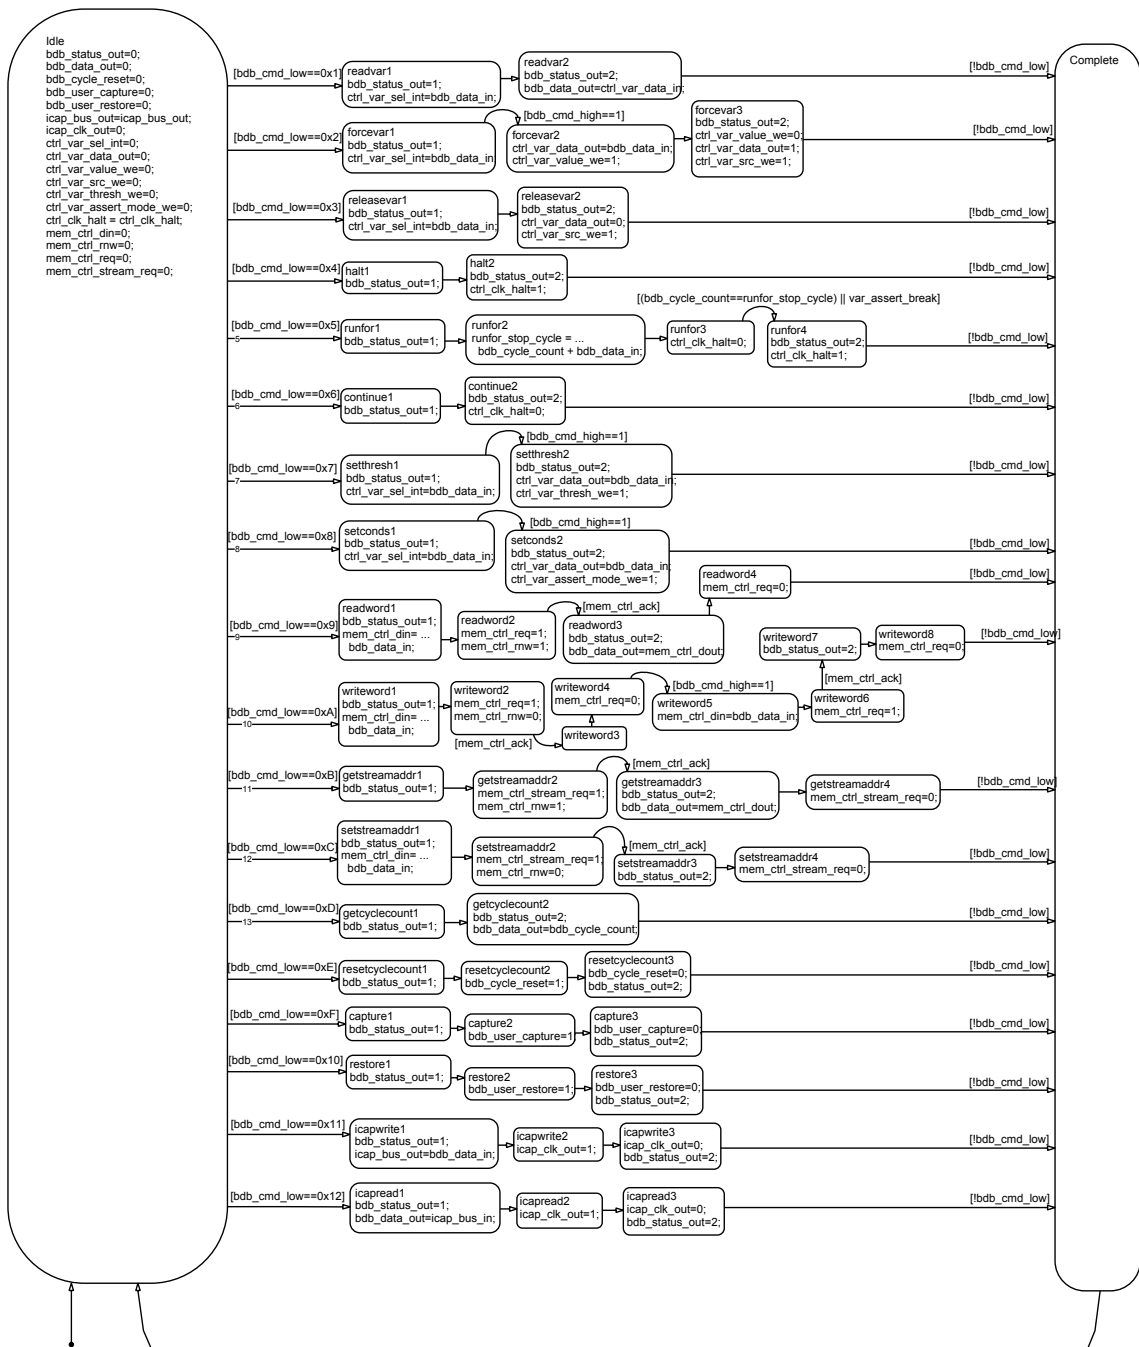 Idle
bdb_status_out=0;
bdb_data_out=0;
bdb_cycle_reset=0;
bdb_user_capture=0;
bdb_user_restore=0;
icap_bus_out=icap_bus_out;
icap_clk_out=0;
ctrl_var_sel_int=0;
ctrl_var_data_out=0;
ctrl_var_value_we=0;
ctrl_var_src_we=0;
ctrl_var_thresh_we=0;
ctrl_var_assert_mode_we=0;
ctrl_clk_halt = ctrl_clk_halt;
mem_ctrl_din=0;
mem_ctrl_rnw=0;
mem_ctrl_req=0;
mem_ctrl_stream_req=0;
[bdb_cmd_low==0x1]
readvar1
bdb_status_out=1;
ctrl_var_sel_int=bdb_data_in;
readvar2
bdb_status_out=2;
bdb_data_out=ctrl_var_data_in;
[!bdb_cmd_low]
Complete
[bdb_cmd_low==0x2]
forcevar1
bdb_status_out=1;
ctrl_var_sel_int=bdb_data_in;
[bdb_cmd_high==1]
forcevar2
ctrl_var_data_out=bdb_data_in;
ctrl_var_value_we=1;
forcevar3
bdb_status_out=2;
ctrl_var_value_we=0;
ctrl_var_data_out=1;
ctrl_var_src_we=1;
[!bdb_cmd_low]
[bdb_cmd_low==0x3]
releasevar1
bdb_status_out=1;
ctrl_var_sel_int=bdb_data_in;
releasevar2
bdb_status_out=2;
ctrl_var_data_out=0;
ctrl_var_src_we=1;
[!bdb_cmd_low]
[bdb_cmd_low==0x4]
halt1
bdb_status_out=1;
halt2
bdb_status_out=2;
ctrl_clk_halt=1;
[!bdb_cmd_low]
[bdb_cmd_low==0x5]
5
runfor1
bdb_status_out=1;
runfor2
runfor_stop_cycle = ...
bdb_cycle_count + bdb_data_in;
runfor3
ctrl_clk_halt=0;
[(bdb_cycle_count==runfor_stop_cycle) || var_assert_break]
runfor4
bdb_status_out=2;
ctrl_clk_halt=1;
[!bdb_cmd_low]
[bdb_cmd_low==0x6]
6
continue1
bdb_status_out=1;
continue2
bdb_status_out=2;
ctrl_clk_halt=0;
[!bdb_cmd_low]
[bdb_cmd_low==0x7]
7
setthresh1
bdb_status_out=1;
ctrl_var_sel_int=bdb_data_in;
[bdb_cmd_high==1]
setthresh2
bdb_status_out=2;
ctrl_var_data_out=bdb_data_in;
ctrl_var_thresh_we=1;
[!bdb_cmd_low]
[bdb_cmd_low==0x8]
8
setconds1
bdb_status_out=1;
ctrl_var_sel_int=bdb_data_in;
[bdb_cmd_high==1]
setconds2
bdb_status_out=2;
ctrl_var_data_out=bdb_data_in;
ctrl_var_assert_mode_we=1;
[!bdb_cmd_low]
[bdb_cmd_low==0x9]
9
readword1
bdb_status_out=1;
mem_ctrl_din= ...
bdb_data_in;
readword2
mem_ctrl_req=1;
mem_ctrl_rnw=1;
[mem_ctrl_ack]
readword3
bdb_status_out=2;
bdb_data_out=mem_ctrl_dout;
readword4
mem_ctrl_req=0;
[!bdb_cmd_low]
[bdb_cmd_low==0xA]
10
writeword1
bdb_status_out=1;
mem_ctrl_din= ...
bdb_data_in;
writeword2
mem_ctrl_req=1;
mem_ctrl_rnw=0;
[mem_ctrl_ack]
writeword3
writeword4
mem_ctrl_req=0;
[bdb_cmd_high==1]
writeword5
mem_ctrl_din=bdb_data_in;
writeword6
mem_ctrl_req=1;
[mem_ctrl_ack]
writeword7
bdb_status_out=2;
writeword8
mem_ctrl_req=0;
[!bdb_cmd_low]
[bdb_cmd_low==0xB]
11
getstreamaddr1
bdb_status_out=1;
getstreamaddr2
mem_ctrl_stream_req=1;
mem_ctrl_rnw=1;
[mem_ctrl_ack]
getstreamaddr3
bdb_status_out=2;
bdb_data_out=mem_ctrl_dout;
getstreamaddr4
mem_ctrl_stream_req=0;
[!bdb_cmd_low]
[bdb_cmd_low==0xC]
12
setstreamaddr1
bdb_status_out=1;
mem_ctrl_din= ...
bdb_data_in;
setstreamaddr2
mem_ctrl_stream_req=1;
mem_ctrl_rnw=0;
[mem_ctrl_ack]
setstreamaddr3
bdb_status_out=2;
setstreamaddr4
mem_ctrl_stream_req=0;
[!bdb_cmd_low]
[bdb_cmd_low==0xD]
13
getcyclecount1
bdb_status_out=1;
getcyclecount2
bdb_status_out=2;
bdb_data_out=bdb_cycle_count;
[!bdb_cmd_low]
[bdb_cmd_low==0xE]
resetcyclecount1
bdb_status_out=1;
resetcyclecount2
bdb_cycle_reset=1;
resetcyclecount3
bdb_cycle_reset=0;
bdb_status_out=2;
[!bdb_cmd_low]
[bdb_cmd_low==0xF]
capture1
bdb_status_out=1;
capture2
bdb_user_capture=1
capture3
bdb_user_capture=0;
bdb_status_out=2;
[!bdb_cmd_low]
[bdb_cmd_low==0x10]
restore1
bdb_status_out=1;
restore2
bdb_user_restore=1;
restore3
bdb_user_restore=0;
bdb_status_out=2;
[!bdb_cmd_low]
[bdb_cmd_low==0x11]
icapwrite1
bdb_status_out=1;
icap_bus_out=bdb_data_in;
icapwrite2
icap_clk_out=1;
icapwrite3
icap_clk_out=0;
bdb_status_out=2;
[!bdb_cmd_low]
[bdb_cmd_low==0x12]
icapread1
bdb_status_out=1;
bdb_data_out=icap_bus_in;
icapread2
icap_clk_out=1;
icapread3
icap_clk_out=0;
bdb_status_out=2;
[!bdb_cmd_low]